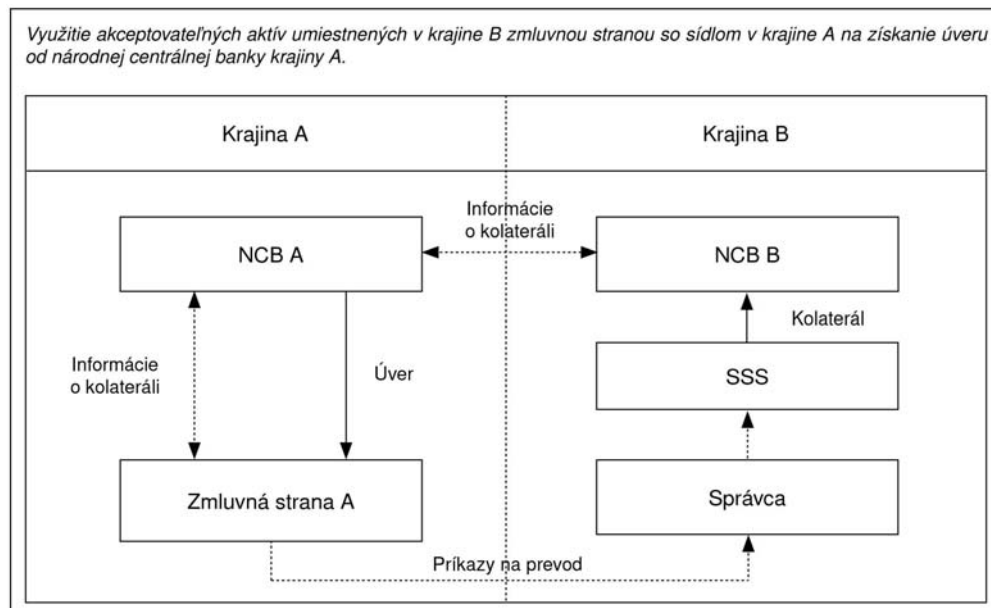 Využitie akceptovateľných aktív umiestnených v krajine B zmluvnou stranou so sídlom v krajine A na získanie úveru
od národnej centrálnej banky krajiny A.
Krajina A
Krajina B
Informácie
o kolateráli
NCB A
NCB B
Kolaterál
Informácie
o kolateráli
Úver
SSS
Zmluvná strana A
Správca
Príkazy na prevod